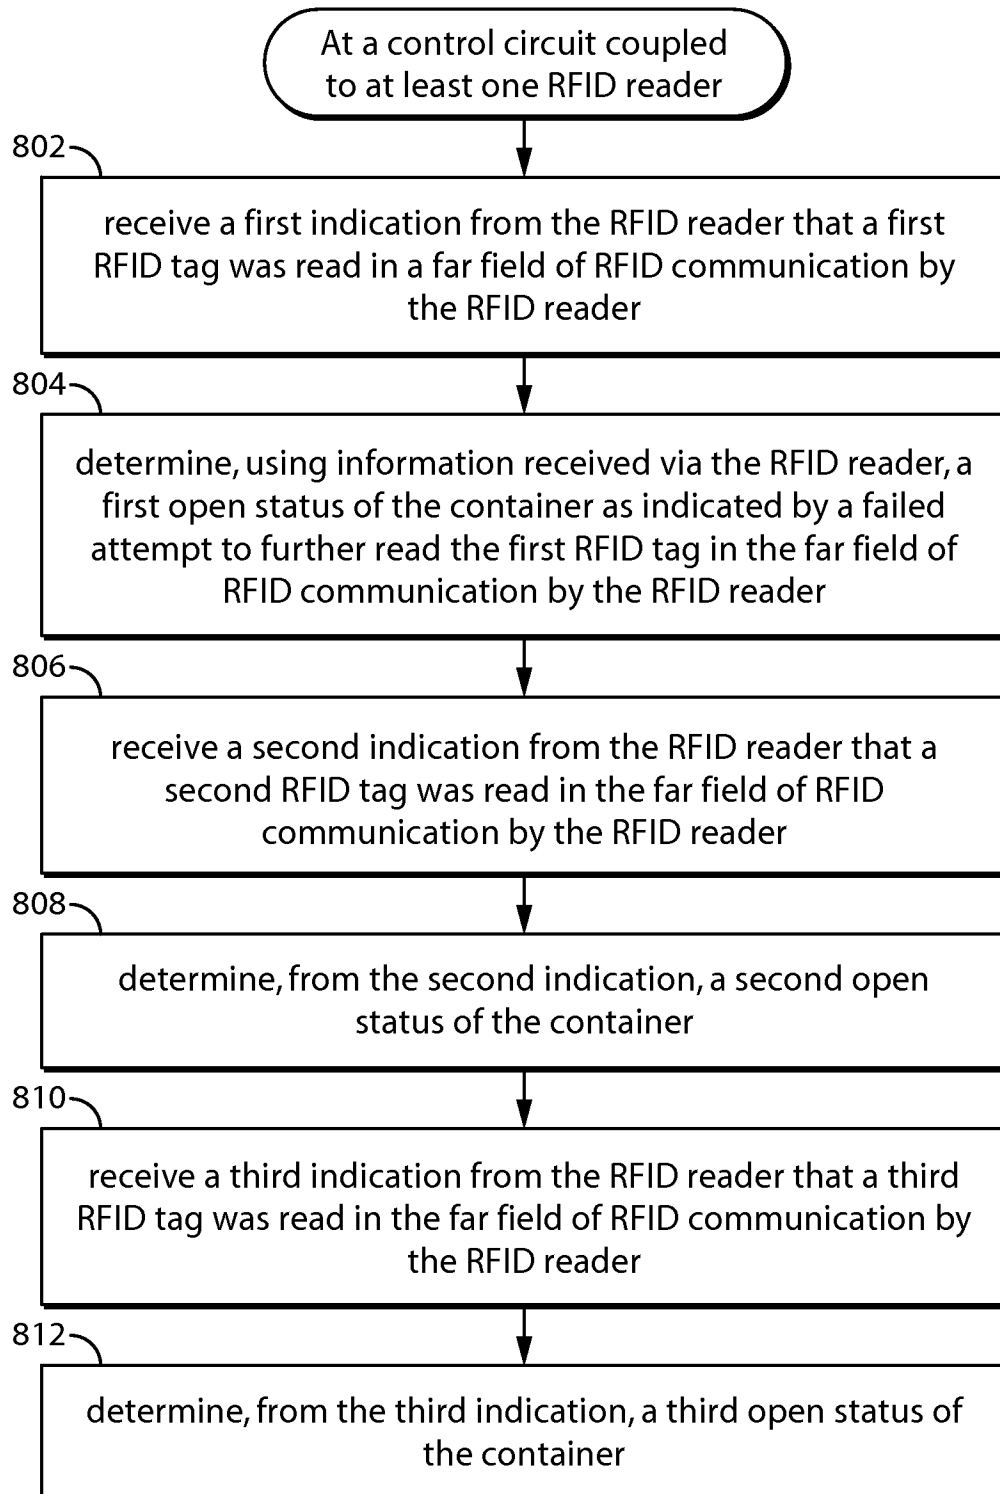 At a control circuit coupled
to at least one RFID reader
802
receive a first indication from the RFID reader that a first
RFID tag was read in a far field of RFID communication by
the RFID reader
804
determine, using information received via the RFID reader, a
first open status of the container as indicated by a failed
attempt to further read the first RFID tag in the far field of
RFID communication by the RFID reader
806
receive a second indication from the RFID reader that a
second RFID tag was read in the far field of RFID
communication by the RFID reader
808
determine, from the second indication, a second open
status of the container
810
receive a third indication from the RFID reader that a third
RFID tag was read in the far field of RFID communication by
the RFID reader
812
determine, from the third indication, a third open status of
the container